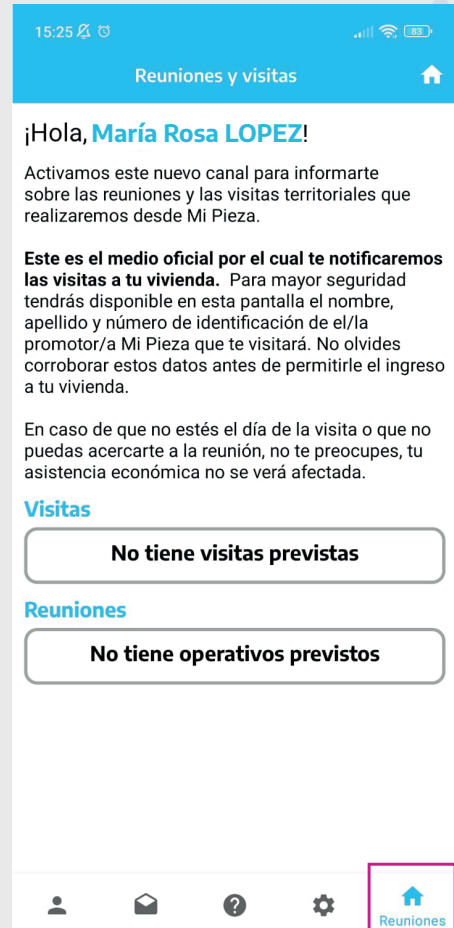 15:25
83
Reuniones y visitas
¡Hola, María Rosa LOPEZ!
Activamos este nuevo canal para informarte
sobre las reuniones y las visitas territoriales que
realizaremos desde Mi Pieza.
Este es el medio oficial por el cual te notificaremos
las visitas a tu vivienda. Para mayor seguridad
tendrás disponible en esta pantalla el nombre,
apellido y número de identificación de el/la
promotor/a Mi Pieza que te visitará. No olvides
corroborar estos datos antes de permitirle el ingreso
a tu vivienda.
En caso de que no estés el día de la visita o que no
puedas acercarte a la reunión, no te preocupes, tu
asistencia económica no se verá afectada.
Visitas
No tiene visitas previstas
Reuniones
No tiene operativos previstos
Reuniones